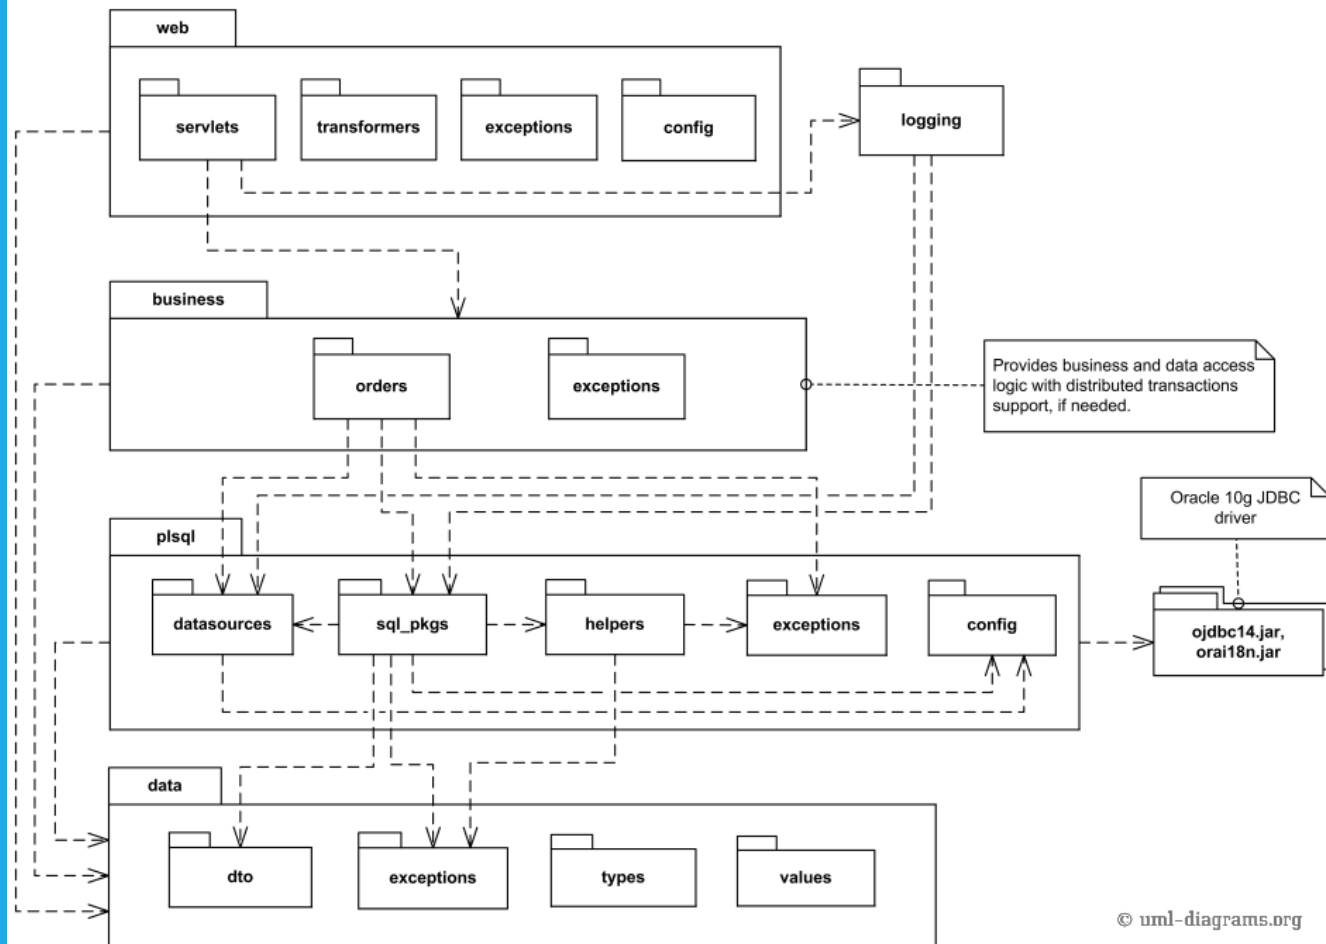 web
servlets
transformers
exceptions
config
logging
business
orders
exceptions
Provides business and data access
logic with distributed transactions
support, if needed.
Oracle 10g JDBC
driver
plsql
datasources
sql_pkgs
helpers
exceptions
config
ojdbc14.jar,
orai18n.jar
data
dto
exceptions
types
values
© uml-diagrams.org